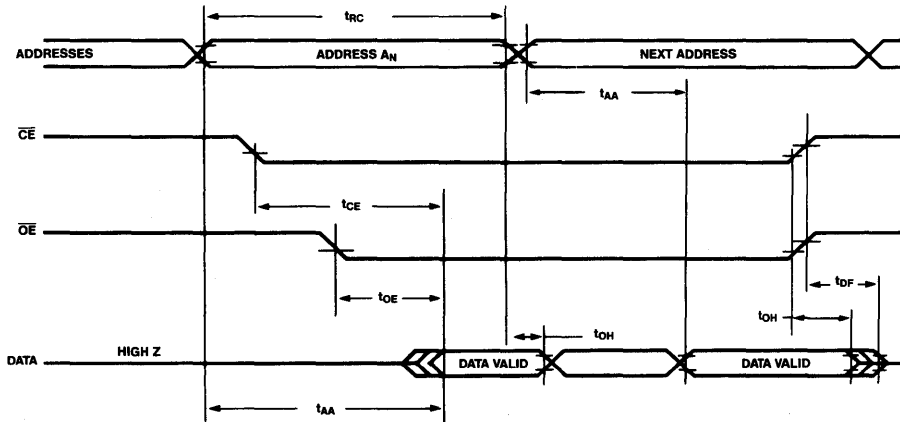 tRC
ADDRESSES
ADDRESS AN
NEXT ADDRESS
tAA
CE
tCE
OE
tOE
tDF
tOH
tOH
DATA
HIGH Z
DATA VALID
DATA VALID
tAA